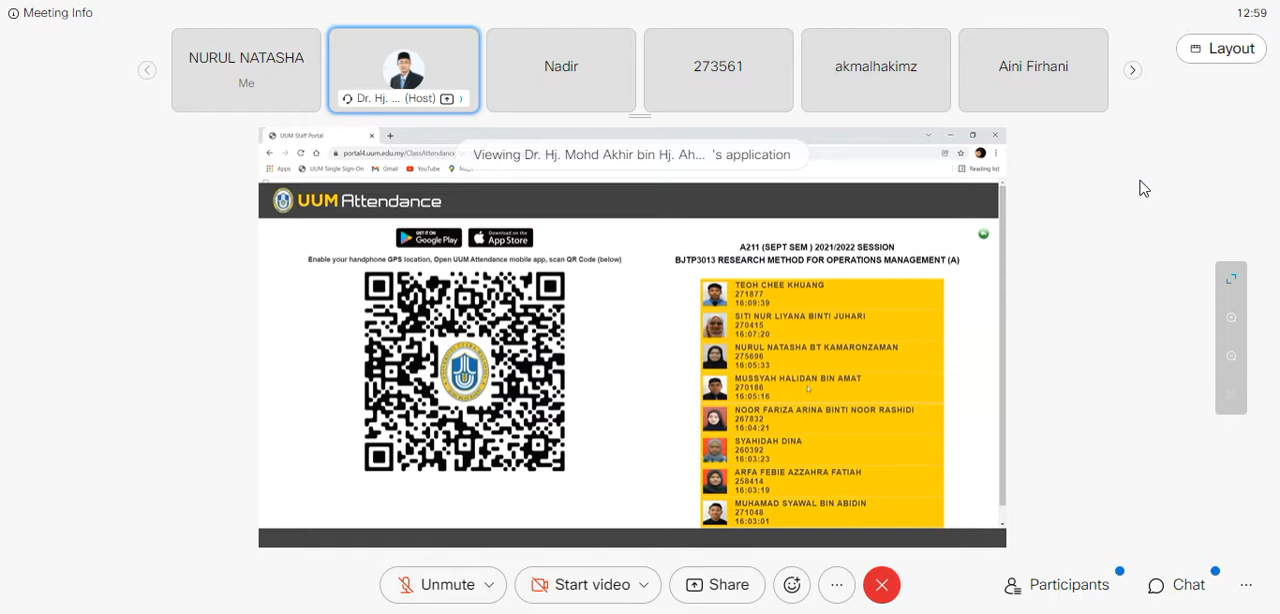 Meeting Info
12:59
NURUL NATASHA
Me
Dr. Hj. ... (Host)
Nadir
273561
akmalhakimz
Aini Firhani
Layout
UUM Staff Portal
portal4.uum.edu.my/ClassAttendance
Viewing Dr. Hj. Mohd Akhir bin Hj. Ah... 's application
Apps
UUM Single Sign-On
Gmail
YouTube
Reading list
UUM Attendance
GET IT ON
Google Play
Download on the
App Store
Enable your handphone GPS location, Open UUM Attendance mobile app, scan QR Code (below)
A211 (SEPT SEM ) 2021/2022 SESSION
BJTP3013 RESEARCH METHOD FOR OPERATIONS MANAGEMENT (A)
TEOH CHEE KHUANG
271877
16:09:39
SITI NUR LIYANA BINTI JUHARI
270415
16:07:20
NURUL NATASHA BT KAMARONZAMAN
275696
16:05:33
MUSSYAH HALIDAN BIN AMAT
270186
16:05:16
NOOR FARIZA ARINA BINTI NOOR RASHIDI
267832
16:04:21
SYAHIDAH DINA
260392
16:03:23
ARFA FEBIE AZZAHRA FATIAH
258414
16:03:19
MUHAMAD SYAWAL BIN ABIDIN
271048
16:03:01
Unmute
Start video
Share
Participants
Chat